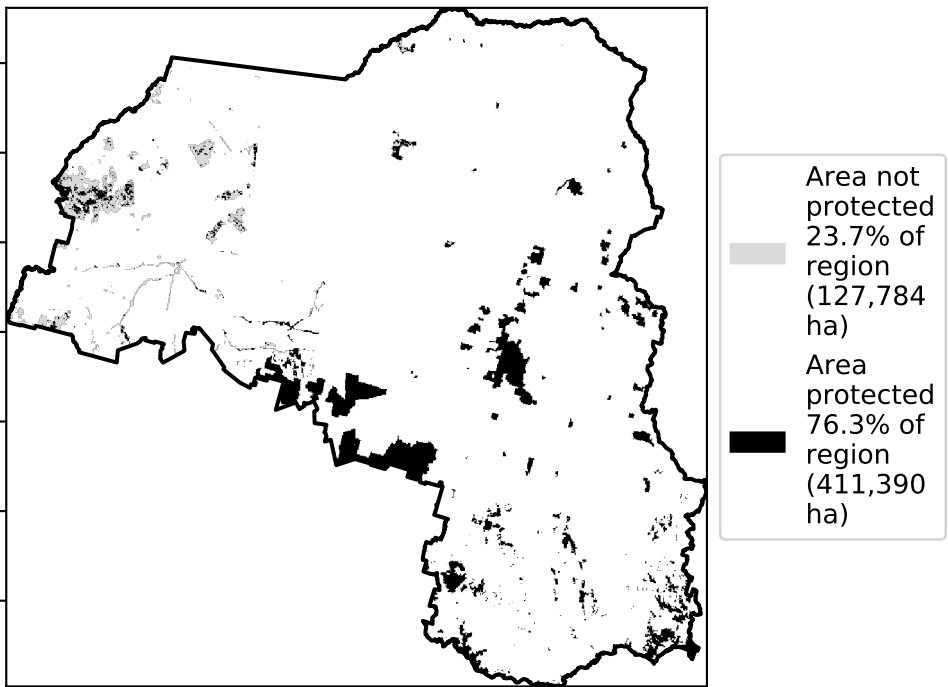 Area not
protected
23.7% of
region
(127,784
ha)
Area
protected
76.3% of
region
(411,390
ha)